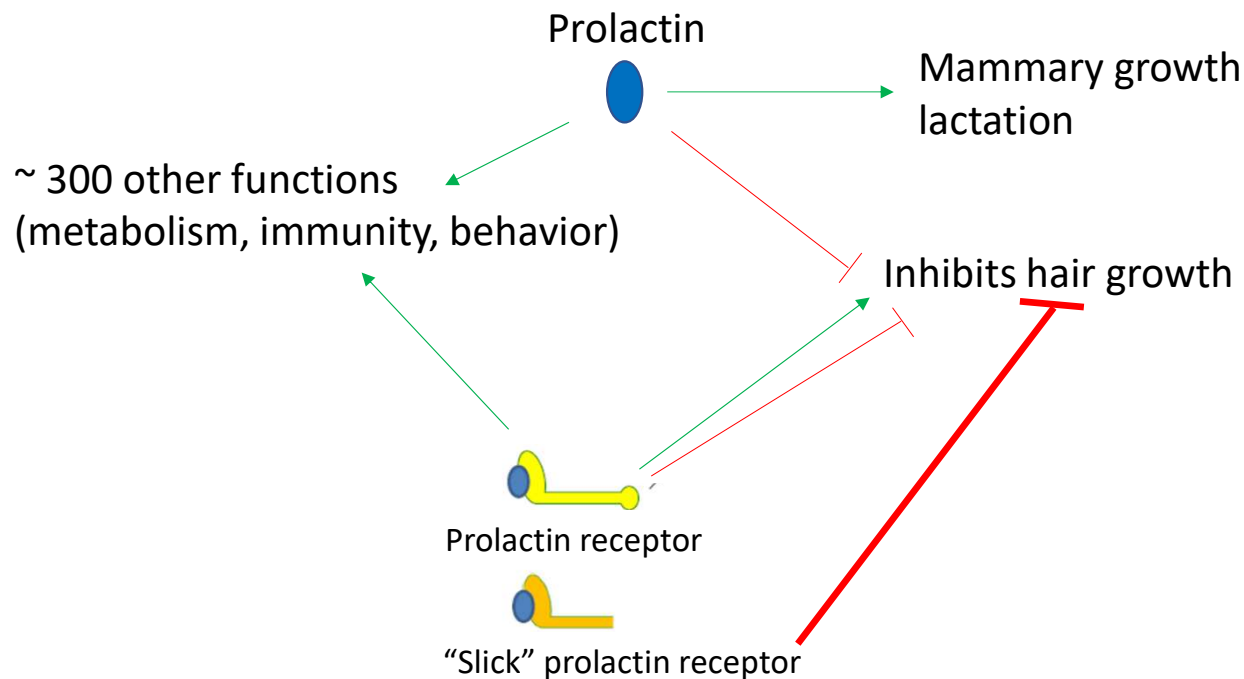 Prolactin
Mammary growth
lactation
~ 300 other functions
(metabolism, immunity, behavior)
Inhibits hair growth
Prolactin receptor
“Slick” prolactin receptor